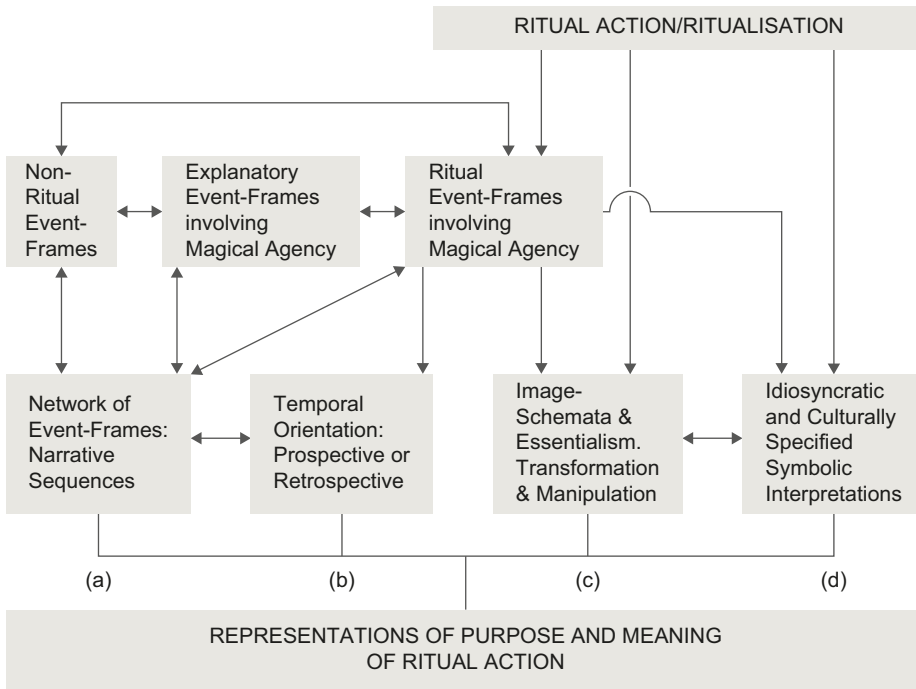 RITUAL ACTION/RITUALISATION
Non-
Ritual
Event-
Frames
Explanatory
Event-Frames
involving
Magical Agency
Ritual
Event-Frames
involving
Magical Agency
Network of
Event-Frames:
Narrative
Sequences
Temporal
Orientation:
Prospective or
Retrospective
Image-
Schemata &
Essentialism.
Transformation
& Manipulation
Idiosyncratic
and Culturally
Specified
Symbolic
Interpretations
(a)
(b)
(c)
(d)
REPRESENTATIONS OF PURPOSE AND MEANING
OF RITUAL ACTION